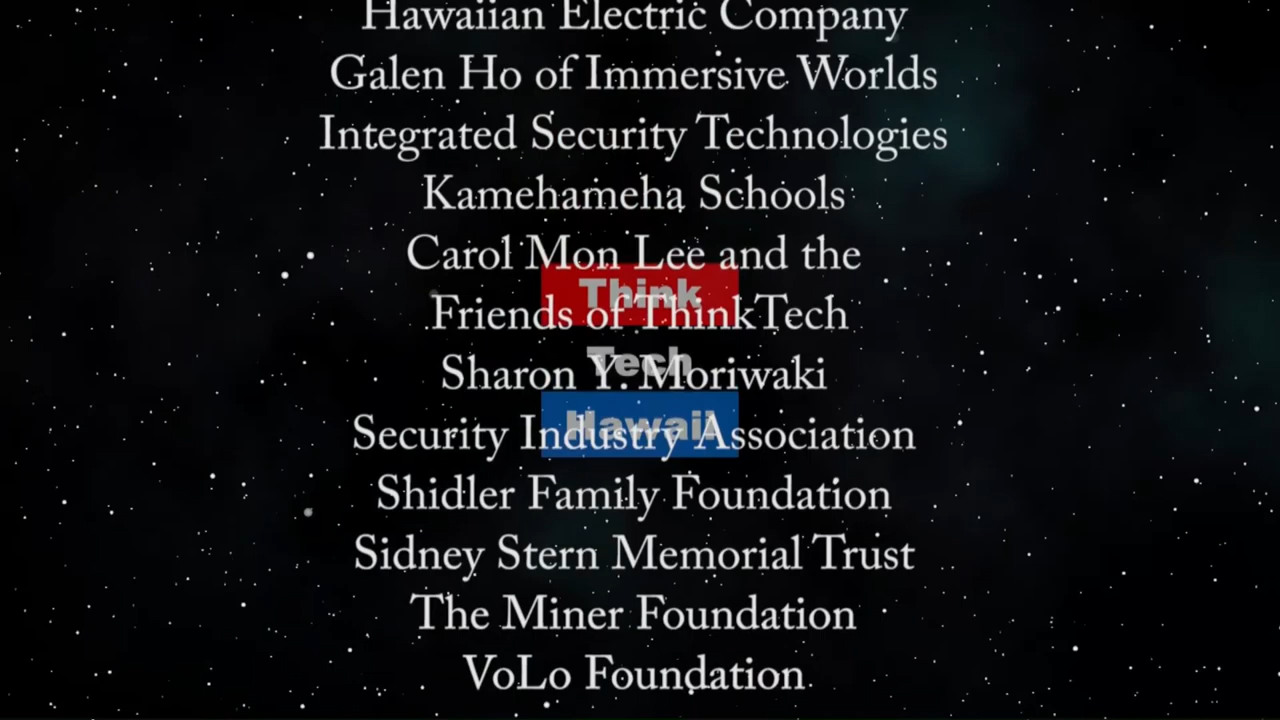 Hawaiian Electric Company
Galen Ho of Immersive Worlds
Integrated Security Technologies
Kamehameha Schools
Carol Mon Lee and the
Think
Friends of ThinkTech
Tech
Sharon Y. Moriwaki
Hawaii
Security Industry Association
Shidler Family Foundation
Sidney Stern Memorial Trust
The Miner Foundation
VoLo Foundation